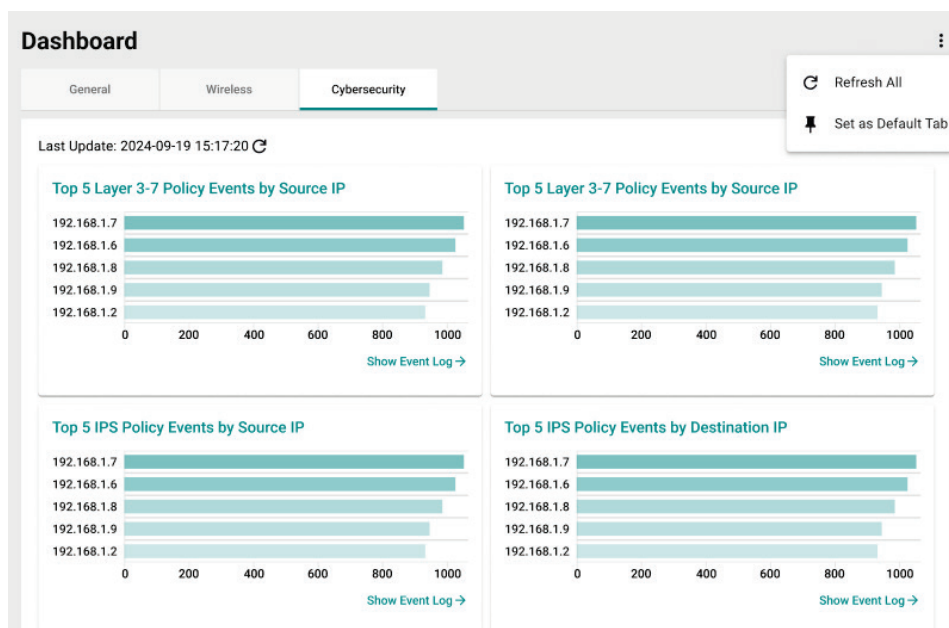 Dashboard
General Wireless Cybersecurity
Refresh All
Set as Default Tab
Last Update: 2024-09-19 15:17:20
Top 5 Layer 3-7 Policy Events by Source IP
192.168.1.7
192.168.1.6
192.168.1.8
192.168.1.9
192.168.1.2
0 200 400 600 800 1000
Show Event Log →
Top 5 Layer 3-7 Policy Events by Source IP
192.168.1.7
192.168.1.6
192.168.1.8
192.168.1.9
192.168.1.2
0 200 400 600 800 1000
Show Event Log →
Top 5 IPS Policy Events by Source IP
192.168.1.7
192.168.1.6
192.168.1.8
192.168.1.9
192.168.1.2
0 200 400 600 800 1000
Show Event Log →
Top 5 IPS Policy Events by Destination IP
192.168.1.7
192.168.1.6
192.168.1.8
192.168.1.9
192.168.1.2
0 200 400 600 800 1000
Show Event Log →